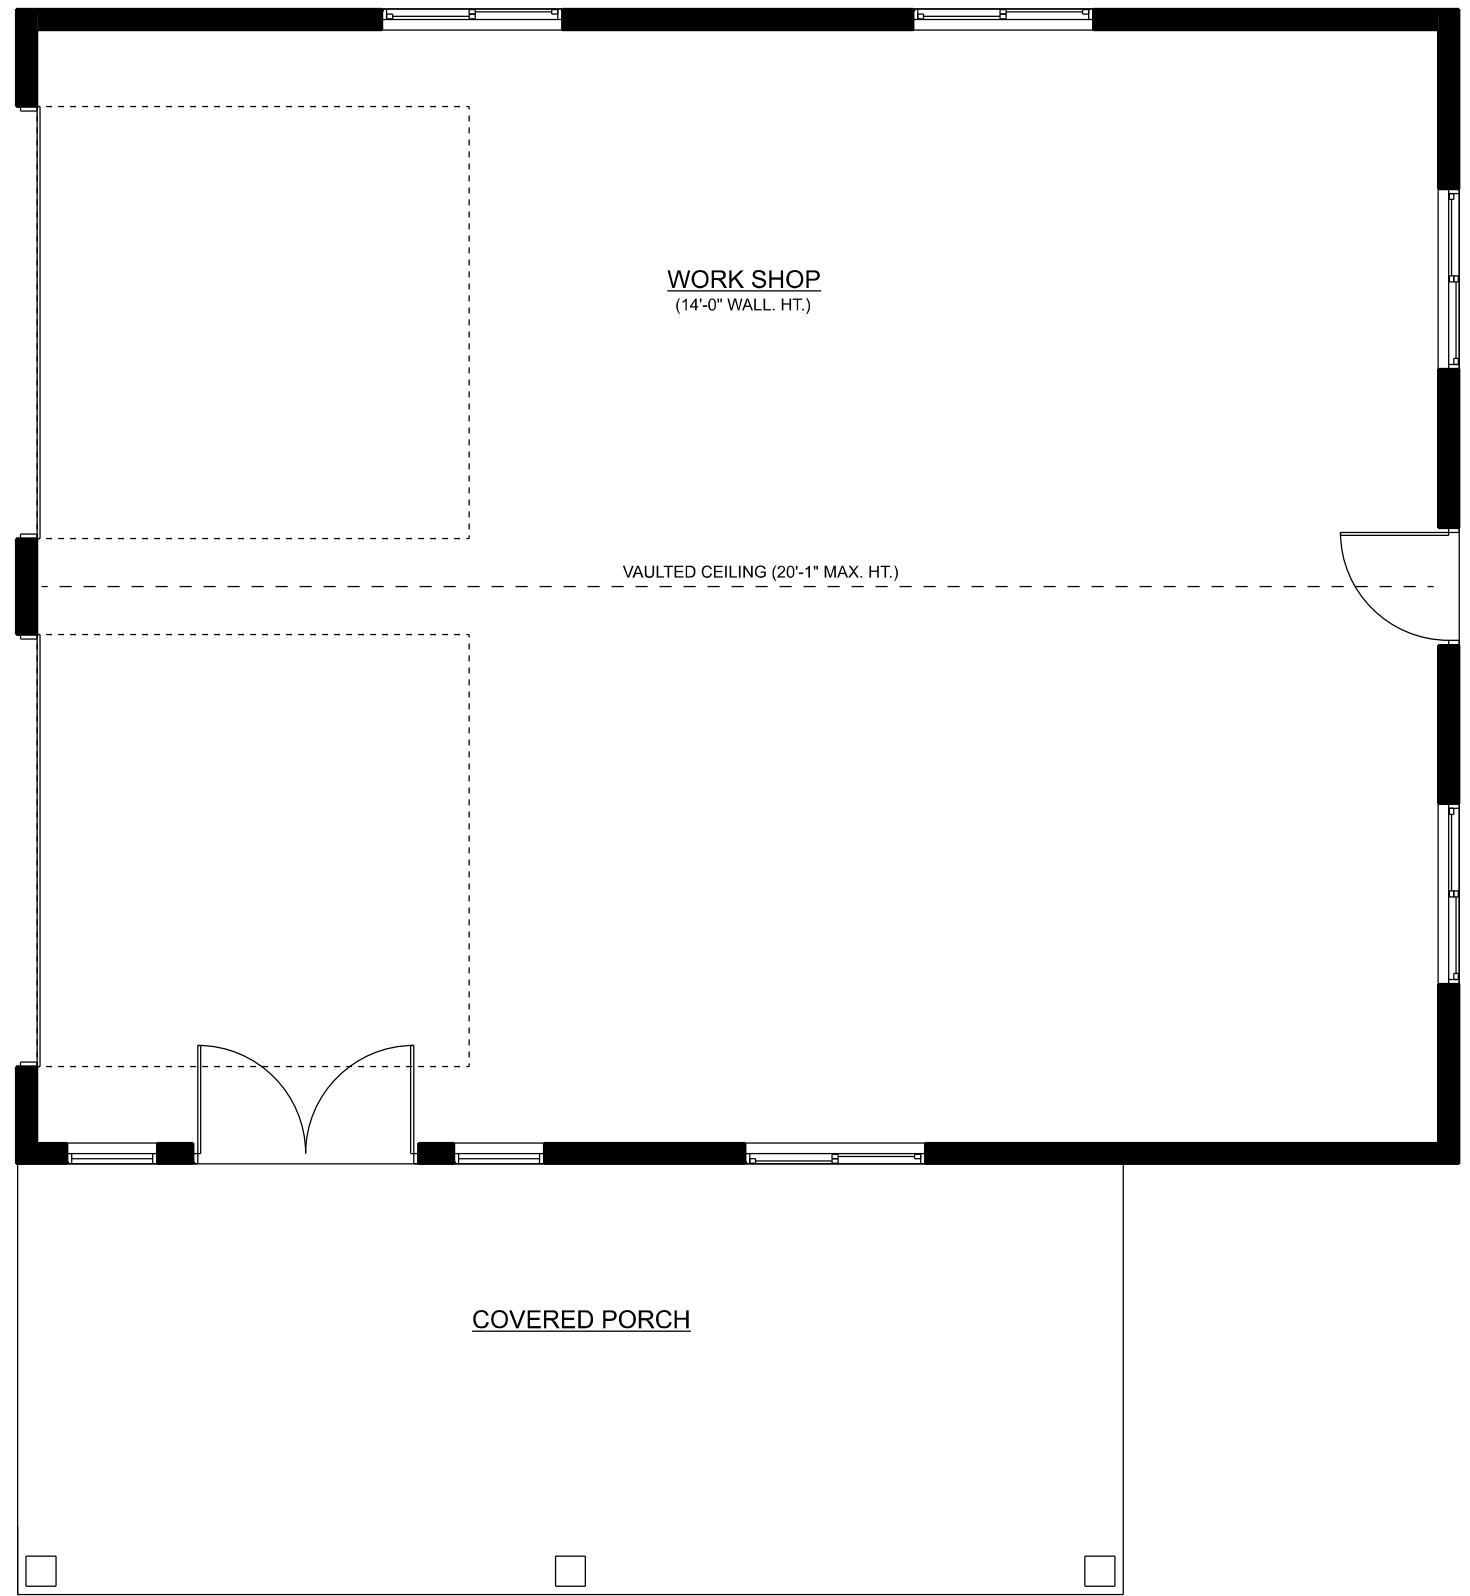 WORK SHOP
(14'-0" WALL. HT.)
VAULTED CEILING (20'-1" MAX. HT.)
COVERED PORCH